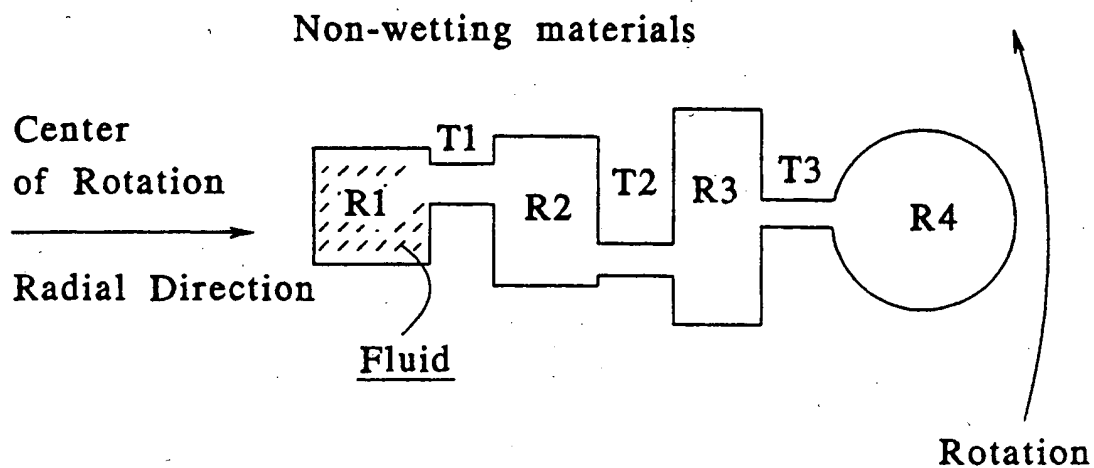 Non-wetting materials
Center
of Rotation
Radial Direction
T1
R1
R2
T2
R3
T3
R4
Fluid
Rotation